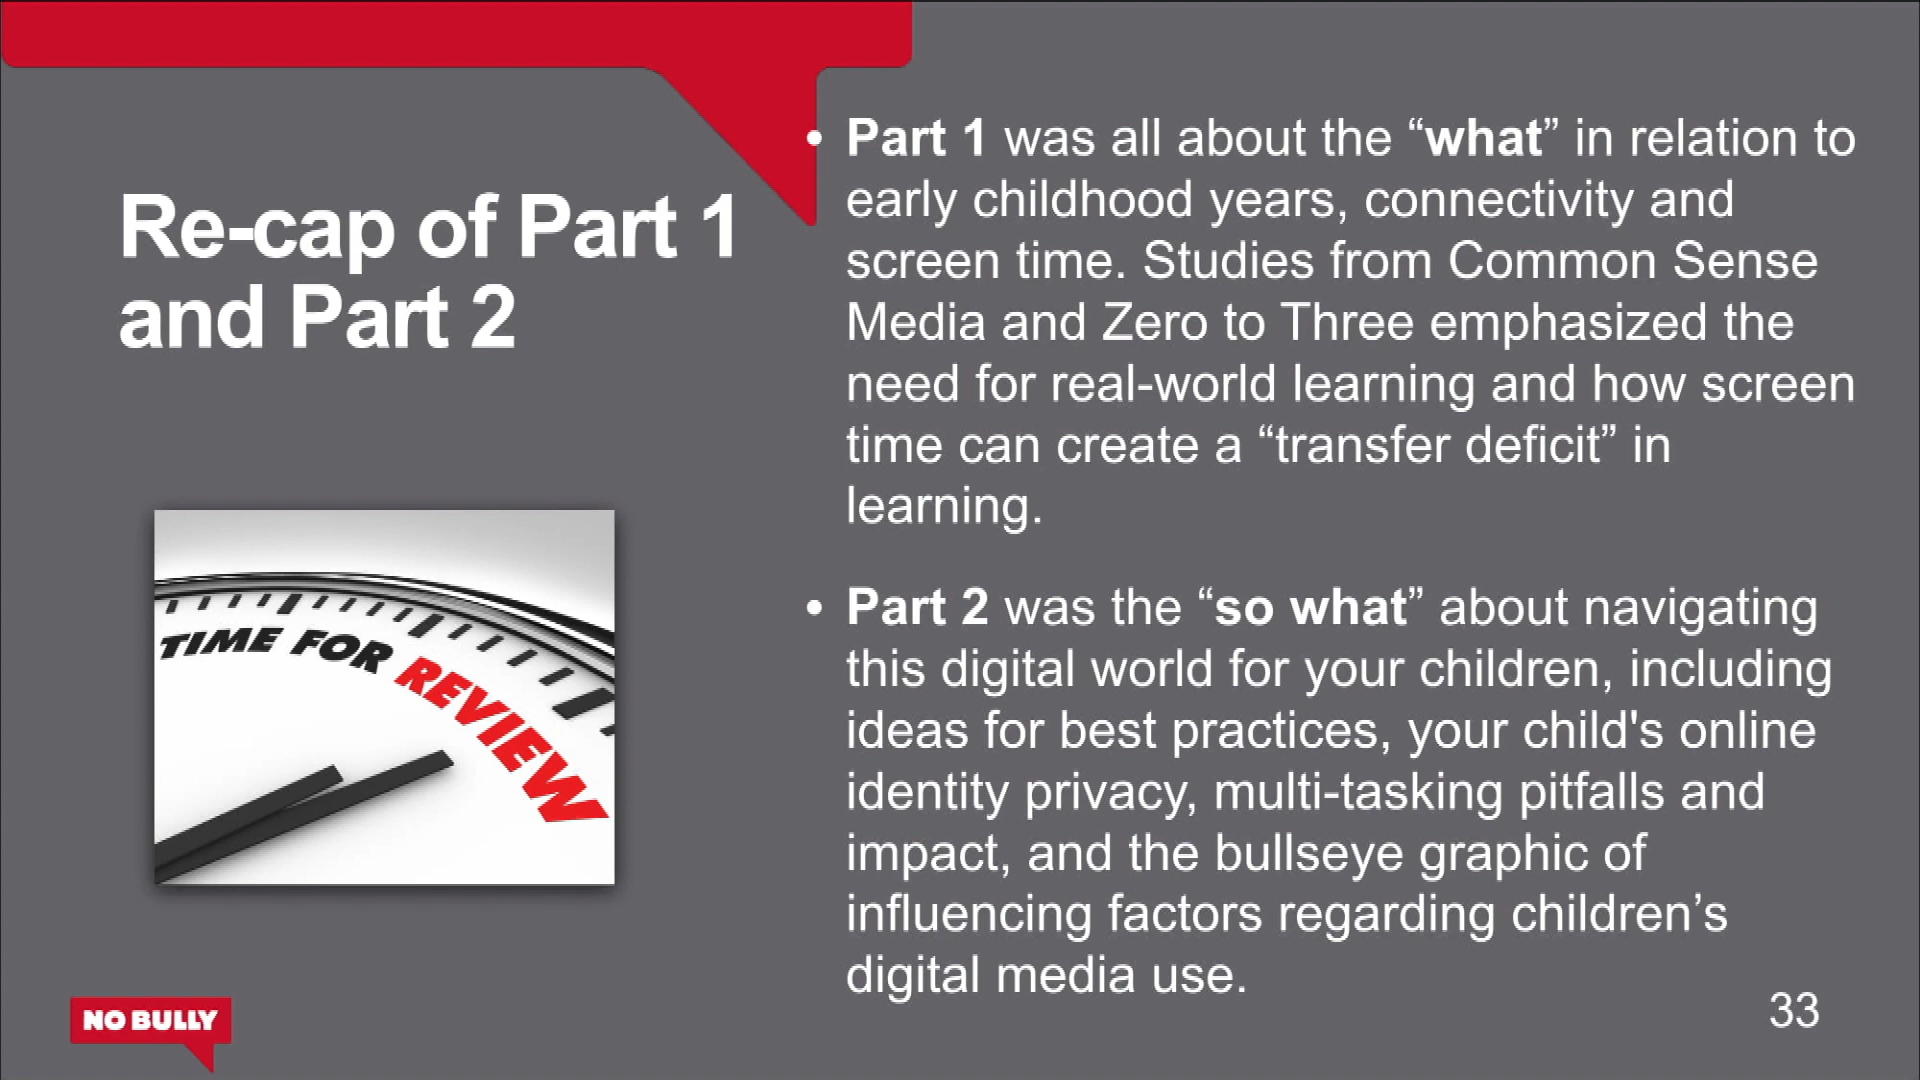 Re-cap of Part 1
and Part 2
• Part 1 was all about the “what” in relation to
early childhood years, connectivity and
screen time. Studies from Common Sense
Media and Zero to Three emphasized the
need for real-world learning and how screen
time can create a “transfer deficit” in
learning.
• Part 2 was the “so what” about navigating
this digital world for your children, including
ideas for best practices, your child's online
identity privacy, multi-tasking pitfalls and
impact, and the bullseye graphic of
influencing factors regarding children’s
digital media use.
TIME FOR REVIEW
NO BULLY
33